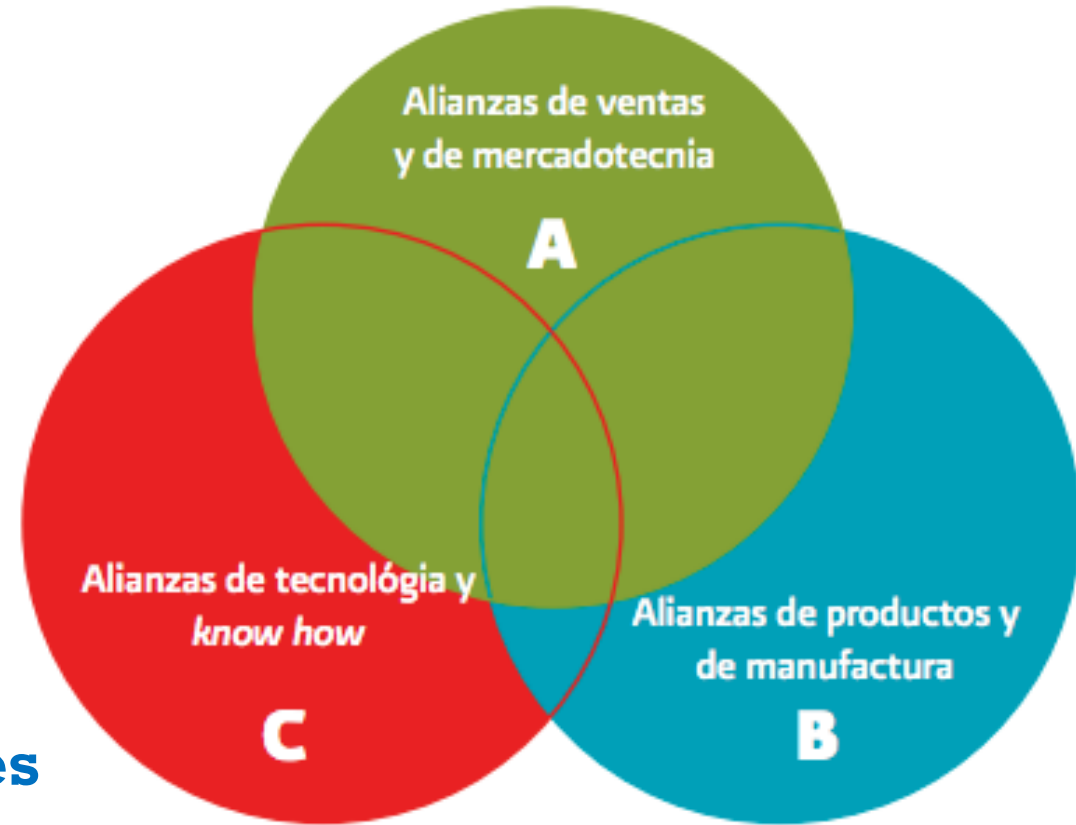 Alianzas de ventas
y de mercadotecnia
A
Alianzas de tecnológia y
know how
C
Alianzas de productos y
de manufactura
B
es